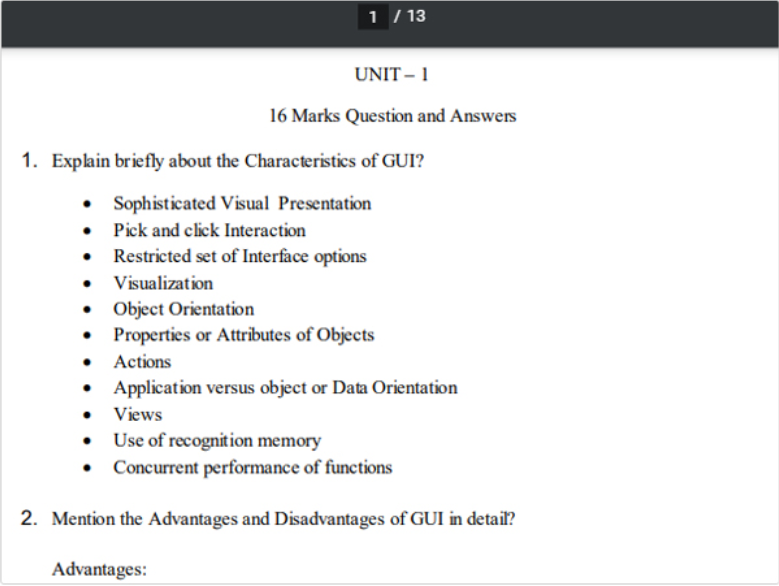 1 / 13
UNIT – 1
16 Marks Question and Answers
1. Explain briefly about the Characteristics of GUI?
• Sophisticated Visual Presentation
• Pick and click Interaction
• Restricted set of Interface options
• Visualization
• Object Orientation
• Properties or Attributes of Objects
• Actions
• Application versus object or Data Orientation
• Views
• Use of recognition memory
• Concurrent performance of functions
2. Mention the Advantages and Disadvantages of GUI in detail?
Advantages: